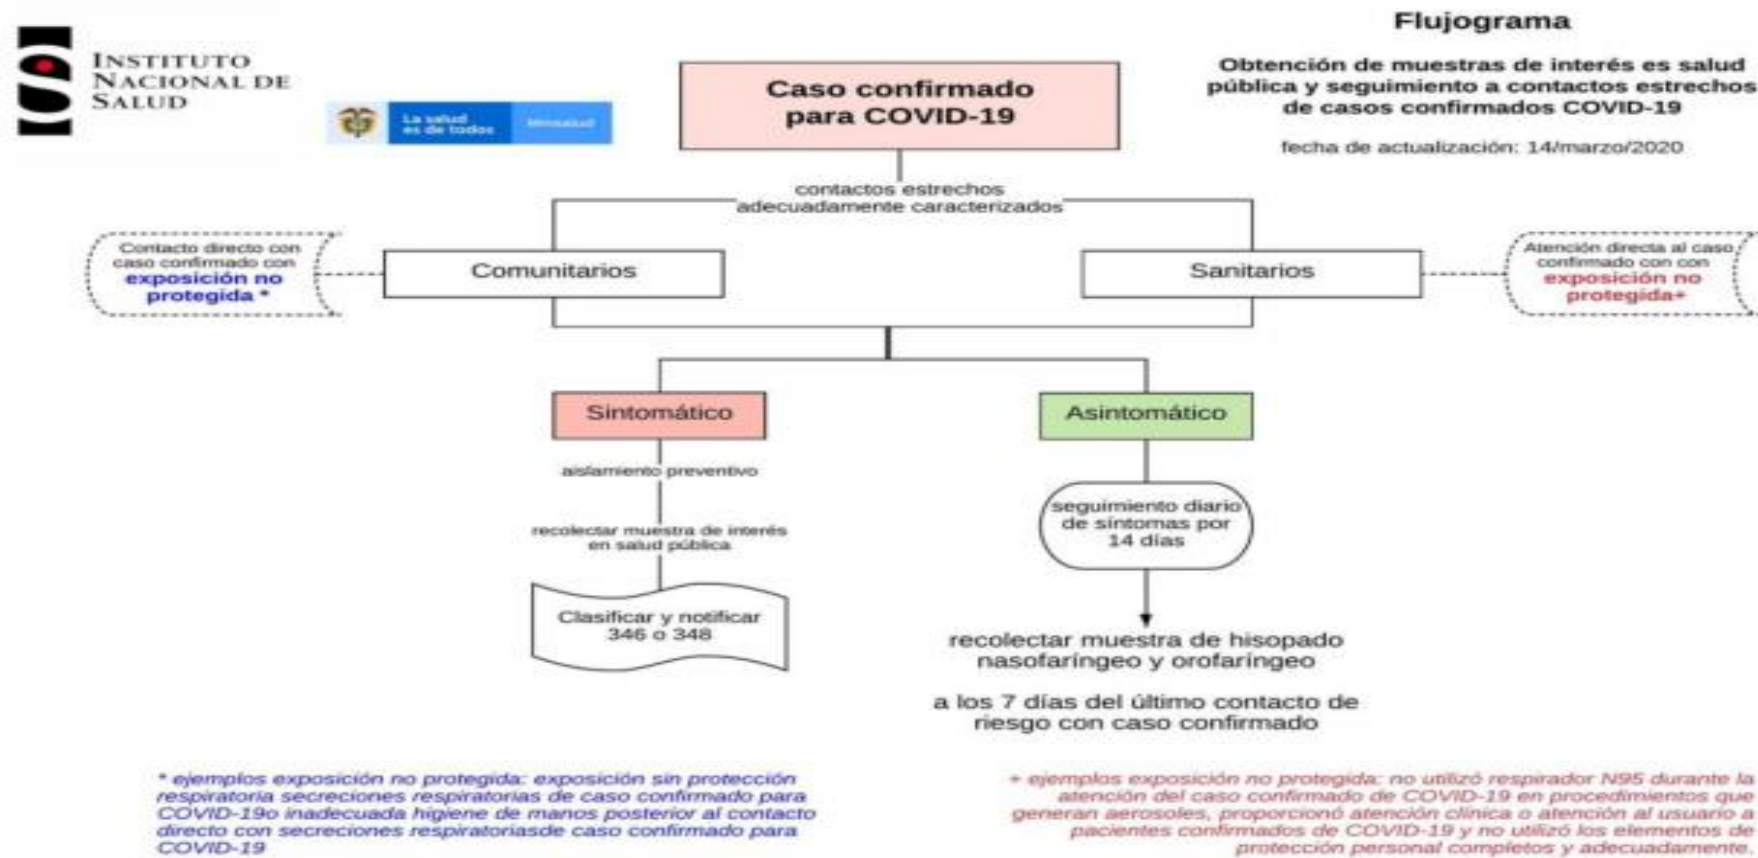 INSTITUTO
NACIONAL DE
SALUD
La salud
es de todos
Minsalud
Flujograma
Obtención de muestras de interés es salud
pública y seguimiento a contactos estrechos
de casos confirmados COVID-19
fecha de actualización: 14/marzo/2020
Caso confirmado
para COVID-19
contactos estrechos
adecuadamente caracterizados
Contacto directo con
caso confirmado con
exposición no
protegida *
Comunitarios
Sanitarios
Atención directa al caso
confirmado con con
exposición no
protegida+
Sintomático
Asintomático
aislamiento preventivo
recolectar muestra de interés
en salud pública
Clasificar y notificar
346 o 348
seguimiento diario
de síntomas por
14 días
recolectar muestra de hisopado
nasofaríngeo y orofaríngeo
a los 7 días del último contacto de
riesgo con caso confirmado
* ejemplos exposición no protegida: exposición sin protección
respiratoria secreciones respiratorias de caso confirmado para
COVID-19o inadecuada higiene de manos posterior al contacto
directo con secreciones respiratoriasde caso confirmado para
COVID-19
+ ejemplos exposición no protegida: no utilizó respirador N95 durante la
atención del caso confirmado de COVID-19 en procedimientos que
generan aerosoles, proporcionó atención clínica o atención al usuario a
pacientes confirmados de COVID-19 y no utilizó los elementos de
protección personal completos y adecuadamente.